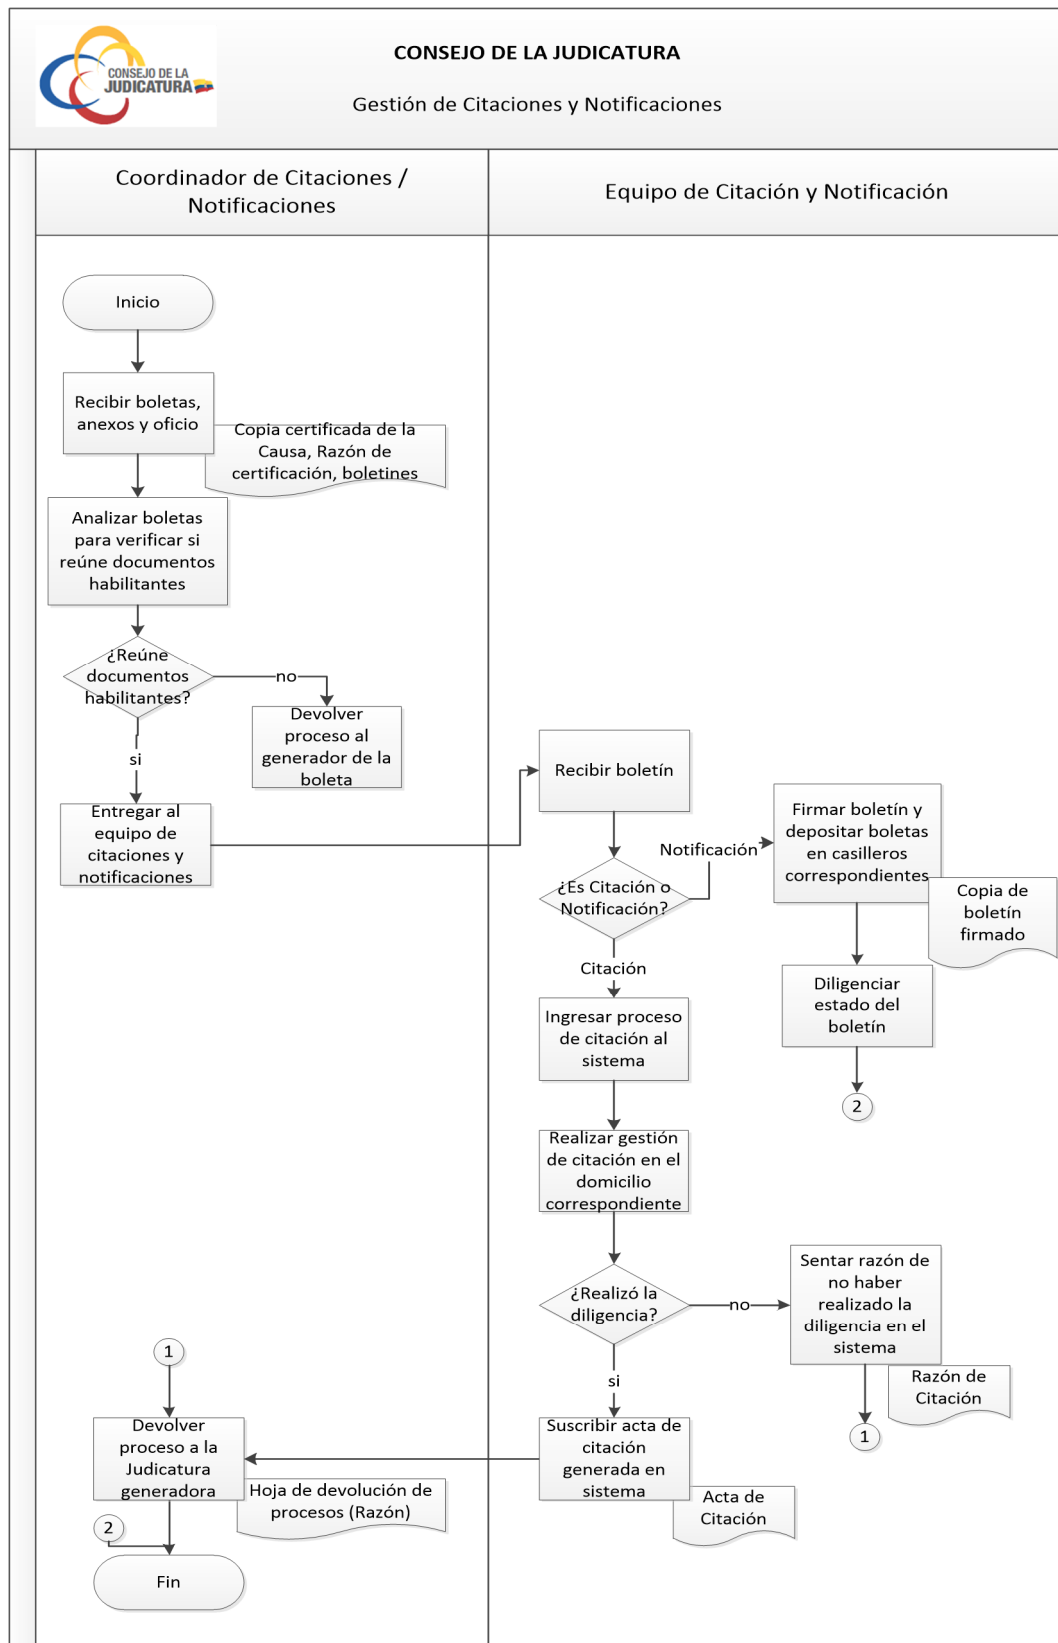 CONSEJO DE LA
JUDICATURA
CONSEJO DE LA JUDICATURA
Gestión de Citaciones y Notificaciones
Coordinador de Citaciones /
Notificaciones
Equipo de Citación y Notificación
Inicio
Recibir boletas,
anexos y oficio
Copia certificada de la
Causa, Razón de
certificación, boletines
Analizar boletas
para verificar si
reúne documentos
habilitantes
¿Reúne
documentos
habilitantes?
no
Devolver
proceso al
generador de la
boleta
si
Entregar al
equipo de
citaciones y
notificaciones
Recibir boletín
¿Es Citación o
Notificación?
Notificación
Firmar boletín y
depositar boletas
en casilleros
correspondientes
Copia de
boletín
firmado
Diligenciar
estado del
boletín
2
Citación
Ingresar proceso
de citación al
sistema
Realizar gestión
de citación en el
domicilio
correspondiente
¿Realizó la
diligencia?
no
Sentar razón de
no haber
realizado la
diligencia en el
sistema
Razón de
Citación
1
si
Suscribir acta de
citación
generada en
sistema
Acta de
Citación
1
Devolver
proceso a la
Judicatura
generadora
Hoja de devolución de
procesos (Razón)
2
Fin